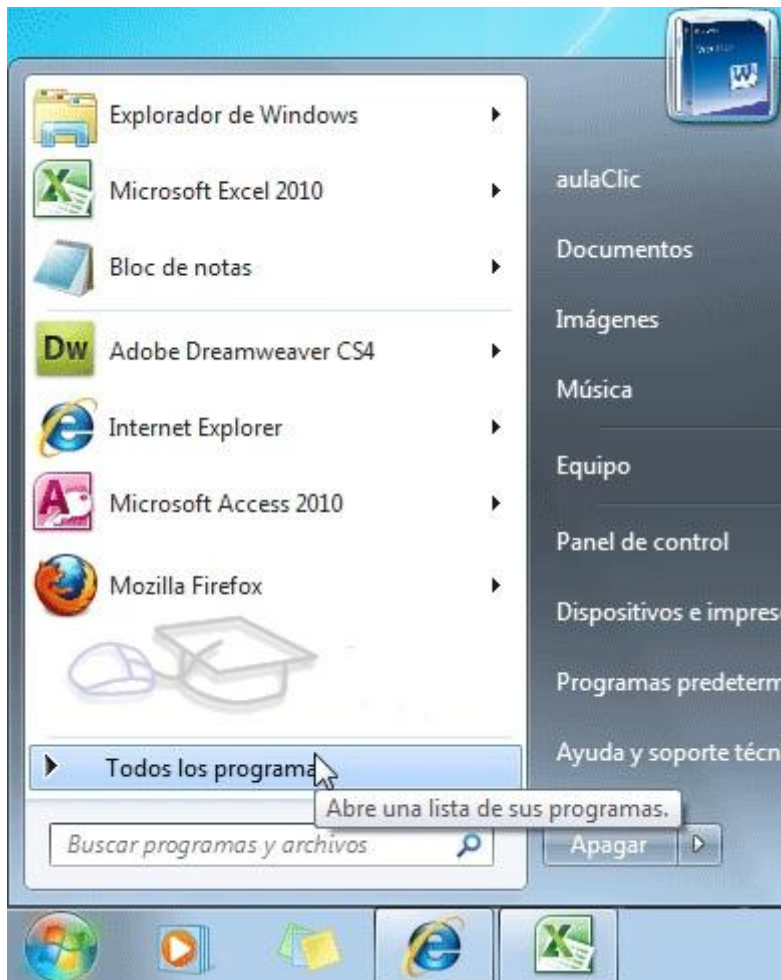 Explorador de Windows
Microsoft Excel 2010
Bloc de notas
Dw Adobe Dreamweaver CS4
Internet Explorer
Microsoft Access 2010
Mozilla Firefox
Todos los programa
Abre una lista de sus programas.
Buscar programas y archivos
aulaClic
Documentos
Imágenes
Música
Equipo
Panel de control
Dispositivos e impres
Programas predeterm
Ayuda y soporte técn
Apagar